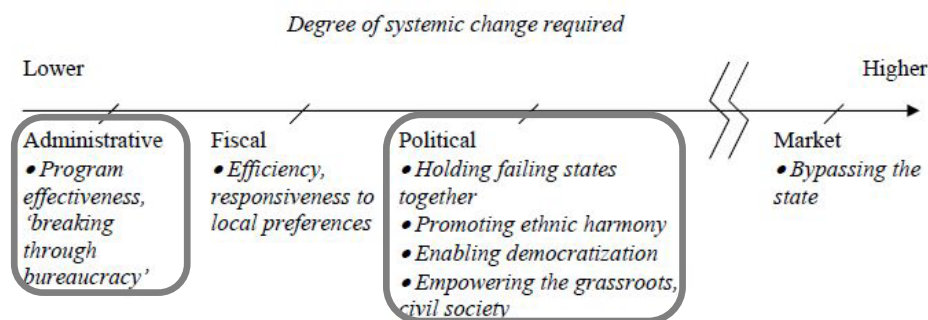 Degree of systemic change required
Lower
Higher
Administrative
• Program
effectiveness,
‘breaking
through
bureaucracy’
Fiscal
• Efficiency,
responsiveness to
local preferences
Political
• Holding failing states
together
• Promoting ethnic harmony
• Enabling democratization
• Empowering the grassroots,
civil society
Market
• Bypassing the
state